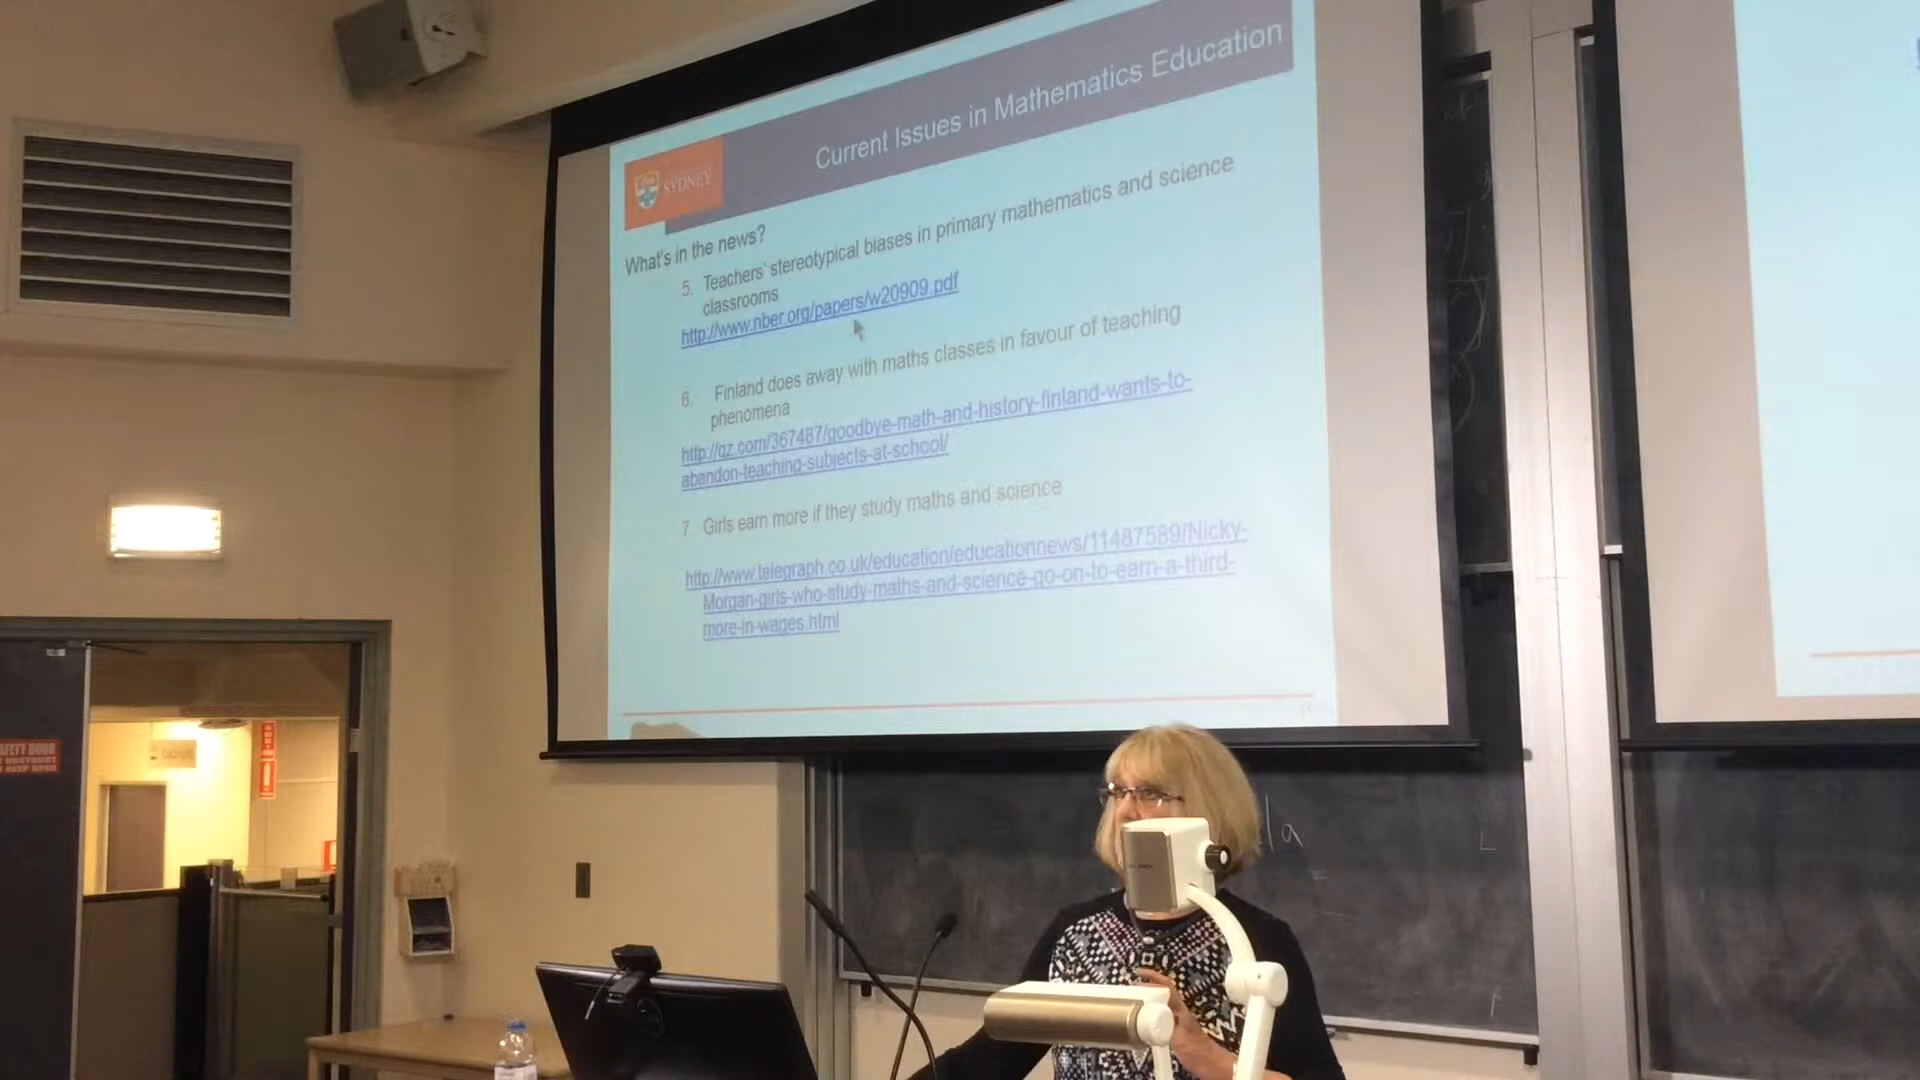 Current Issues in Mathematics Education
SYDNEY
What's in the news?
5. Teachers' stereotypical biases in primary mathematics and science
classrooms
http://www.nber.org/papers/w20909.pdf
6. Finland does away with maths classes in favour of teaching
phenomena
http://qz.com/367487/goodbye-math-and-history-finland-wants-to-
abandon-teaching-subjects-at-school/
7 Girls earn more if they study maths and science
http://www.telegraph.co.uk/education/educationnews/11487589/Nicky-
Morgan-girls-who-study-maths-and-science-go-on-to-earn-a-third-
more-in-wages.html